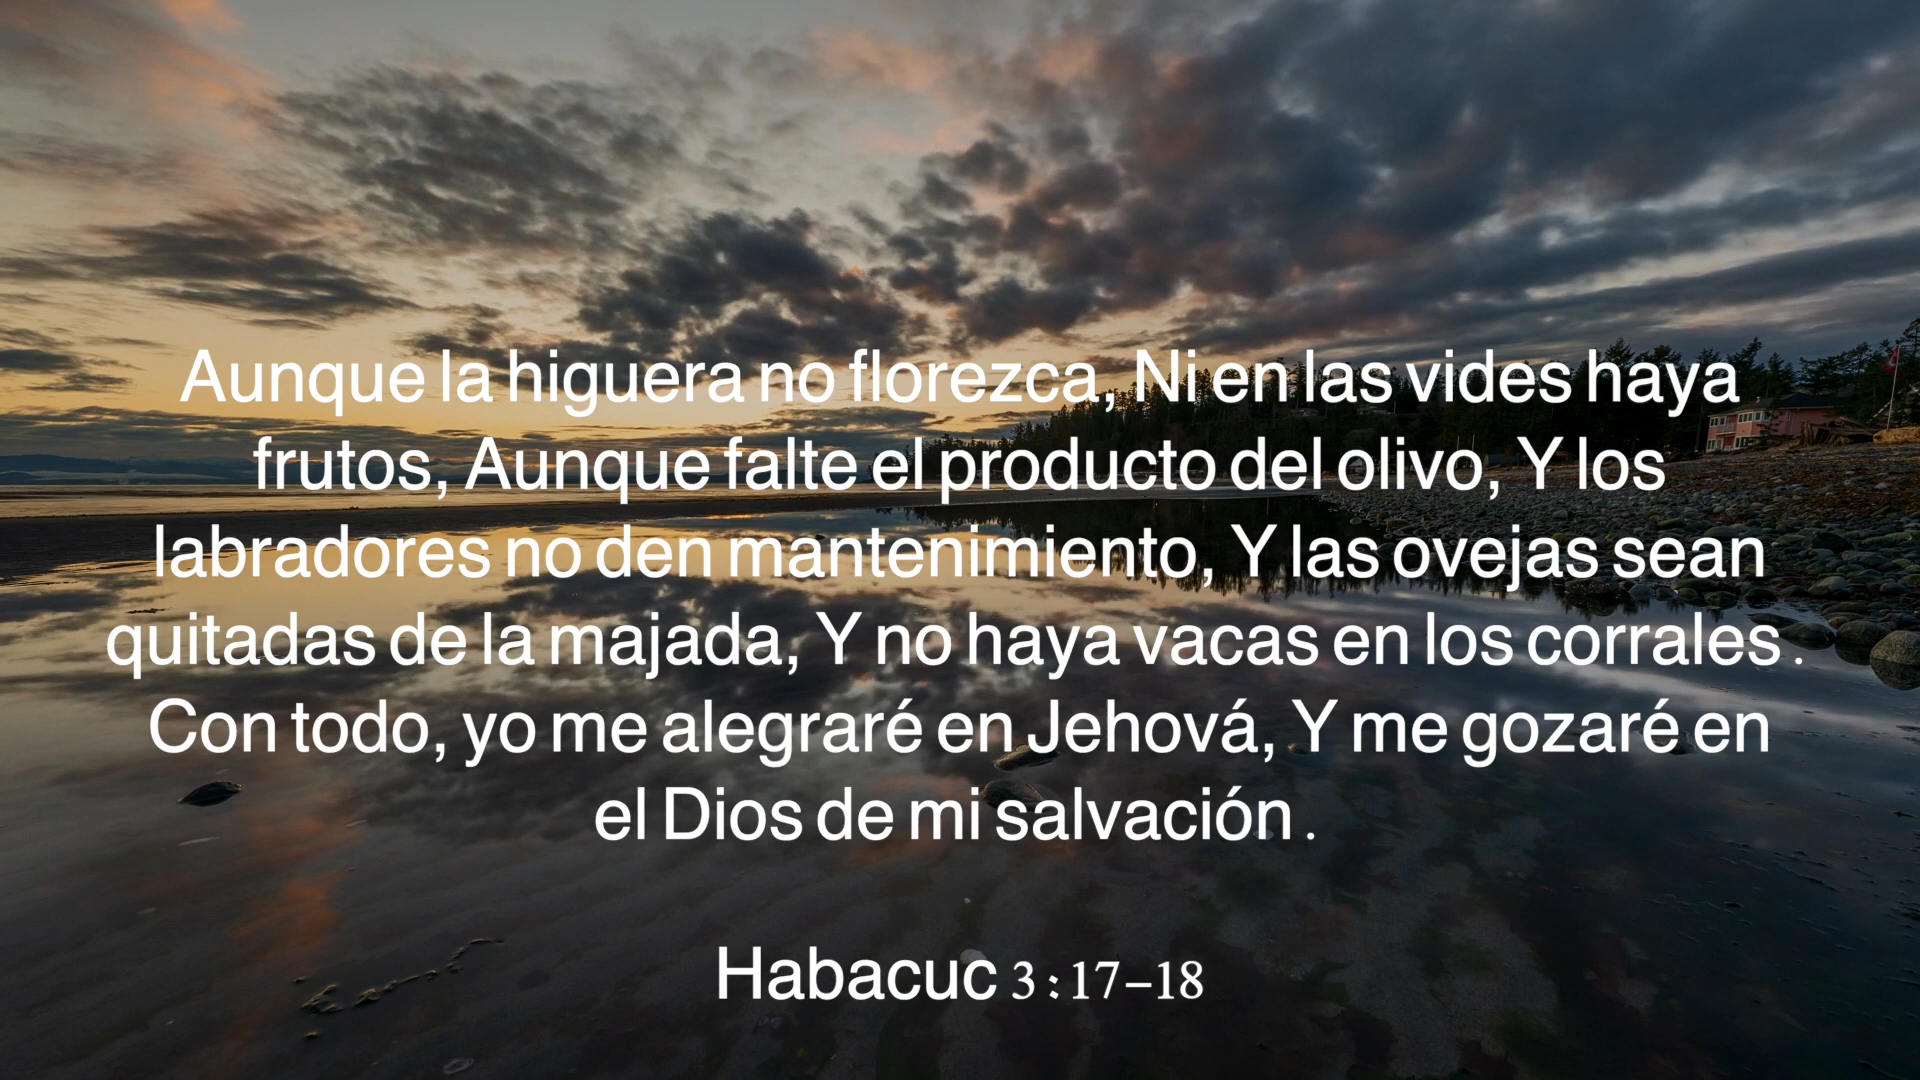 Aunque la higuera no florezca, Ni en las vides haya
frutos, Aunque falte el producto del olivo, Y los
labradores no den mantenimiento, Y las ovejas sean
quitadas de la majada, Y no haya vacas en los corrales.
Con todo, yo me alegraré en Jehová, Y me gozaré en
el Dios de mi salvación.
Habacuc 3:17-18